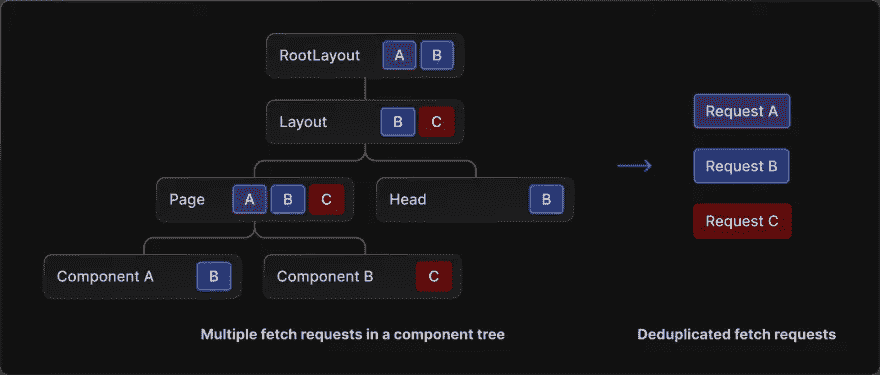 RootLayout A B
Layout B C
Page A B C
Head B
Component A B
Component B C
Multiple fetch requests in a component tree
Request A
Request B
Request C
Deduplicated fetch requests